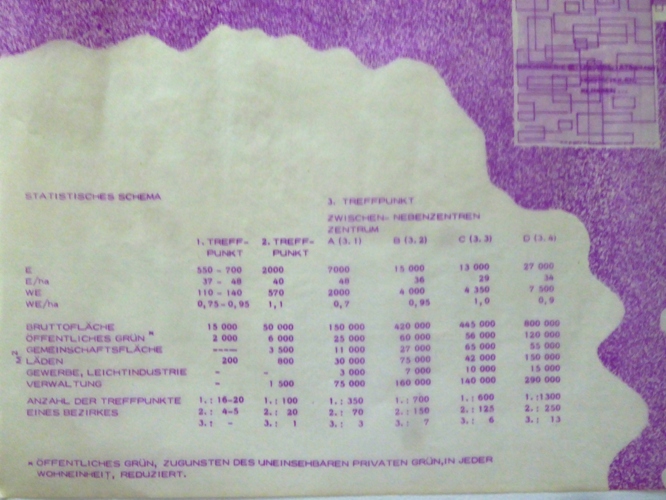 STATISTISCHES SCHEMA
3. TREFFPUNKT
ZWISCHEN- NEBENZENTREN
ZENTRUM
1. TREFF- 2. TREFF- A (3.1) B (3.2) C (3.3) D (3.4)
PUNKT PUNKT
E 550 - 700 2000 7000 15 000 13 000 27 000
E/ha 37 - 48 40 48 36 29 34
WE 110 - 140 570 2000 4 000 4 350 7 500
WE/ha 0,75-0,95 1,1 0,7 0,95 1,0 0,9
BRUTTOFLÄCHE 15 000 50 000 150 000 420 000 445 000 800 000
ÖFFENTLICHES GRÜN * 2 000 6 000 25 000 60 000 56 000 120 000
GEMEINSCHAFTSFLÄCHE ---- 3 500 11 000 27 000 65 000 55 000
M2 LÄDEN 200 800 30 000 75 000 42 000 150 000
GEWERBE, LEICHTINDUSTRIE - - 3 000 7 000 10 000 15 000
VERWALTUNG - 1 500 75 000 160 000 140 000 290 000
ANZAHL DER TREFFPUNKTE 1.: 16-20 1.: 100 1.: 350 1.: 700 1.: 600 1.:1300
EINES BEZIRKES 2.: 4-5 2.: 20 2.: 70 2.: 150 2.: 125 2.: 250
3.: - 3.: 1 3.: 3 3.: 7 3.: 6 3.: 13
* ÖFFENTLICHES GRÜN, ZUGUNSTEN DES UNEINSEHBAREN PRIVATEN GRÜN,IN JEDER
WOHNEINHEIT, REDUZIERT.